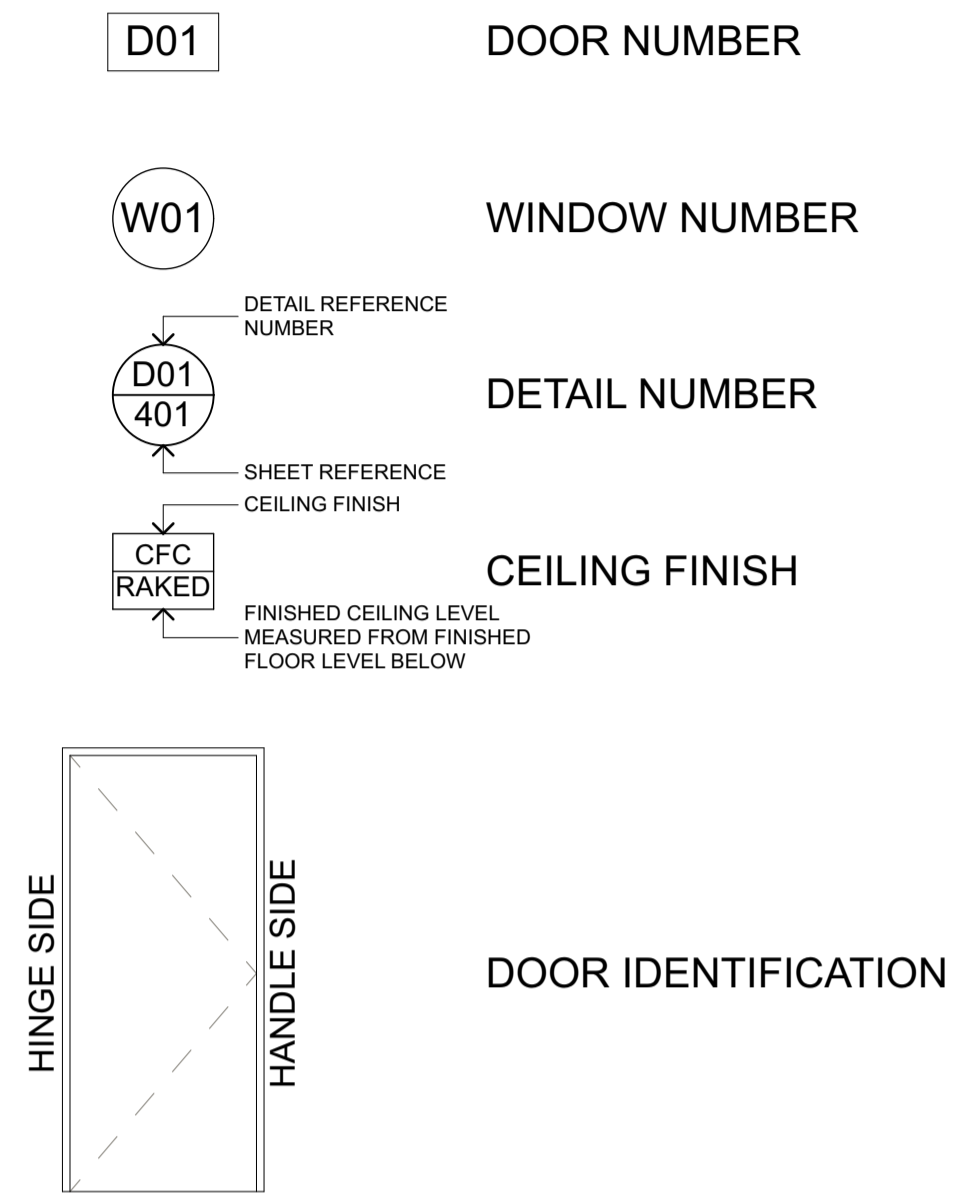 D01
DOOR NUMBER
W01
WINDOW NUMBER
DETAIL REFERENCE
NUMBER
D01
401
DETAIL NUMBER
SHEET REFERENCE
CEILING FINISH
CFC
RAKED
CEILING FINISH
FINISHED CEILING LEVEL
MEASURED FROM FINISHED
FLOOR LEVEL BELOW
HINGE SIDE
HANDLE SIDE
DOOR IDENTIFICATION